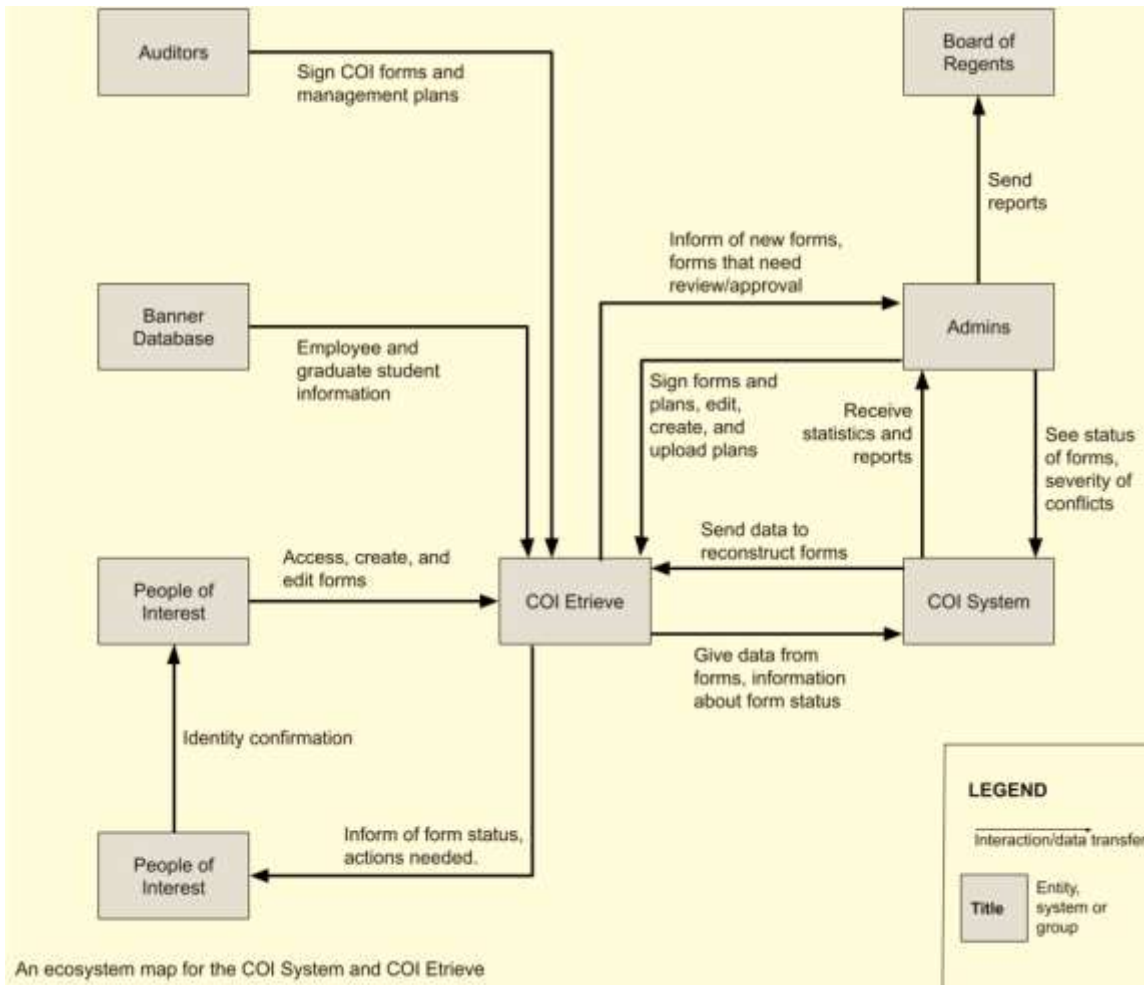 Auditors
Sign COI forms and
management plans
Board of
Regents
Send
reports
Inform of new forms,
forms that need
review/approval
Banner
Database
Employee and
graduate student
information
Admins
Sign forms and
plans, edit,
create, and
upload plans
Receive
statistics and
reports
See status
of forms,
severity of
conflicts
Send data to
reconstruct forms
Access, create, and
edit forms
People of
Interest
COI Etrieve
COI System
Give data from
forms, information
about form status
Identity confirmation
Inform of form status,
actions needed.
People of
Interest
LEGEND
Interaction/data transfer
Title
Entity,
system or
group
An ecosystem map for the COI System and COI Etrieve